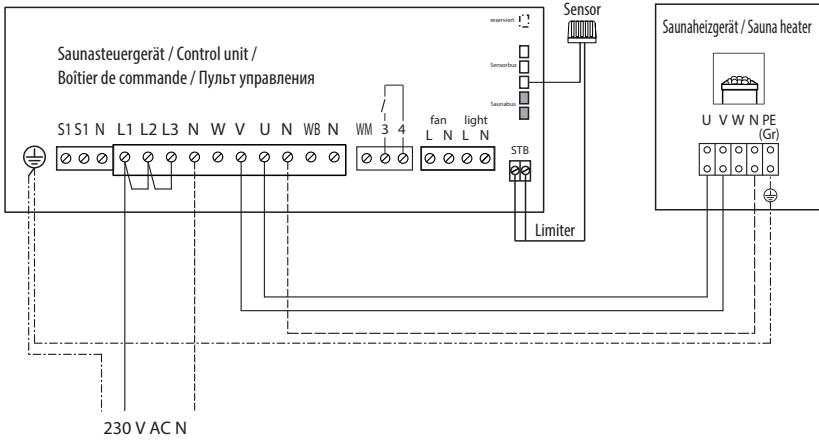 reserviert
Sensor
Saunaheizgerät / Sauna heater
Saunasteuergerät / Control unit /
Boîtier de commande / Пульт управления
Sensorbus
Saunabus
S1 S1 N L1 L2 L3 N W V U N WB N
WM 3 4
fan light
L N L N
STB
U V W N PE
(Gr)
Limiter
230 V AC N